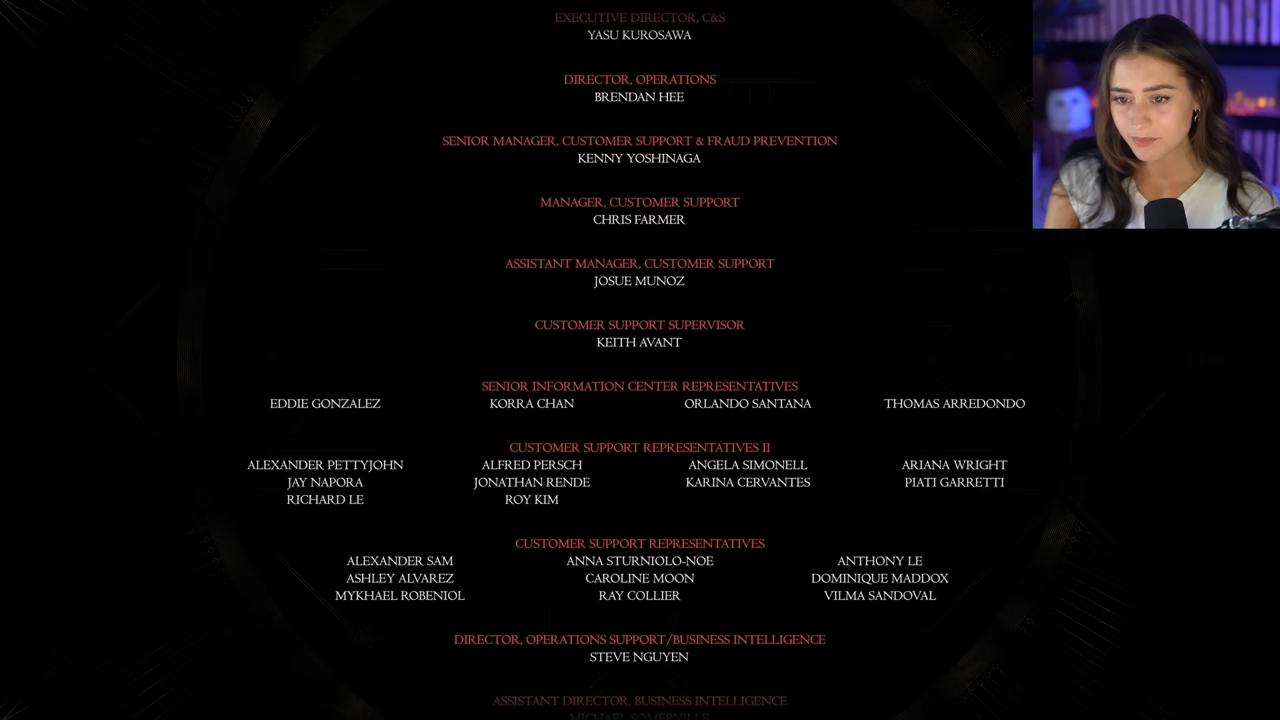 EXECUTIVE DIRECTOR, C&S
YASU KUROSAWA
DIRECTOR, OPERATIONS
BRENDAN HEE
SENIOR MANAGER, CUSTOMER SUPPORT & FRAUD PREVENTION
KENNY YOSHINAGA
MANAGER, CUSTOMER SUPPORT
CHRIS FARMER
ASSISTANT MANAGER, CUSTOMER SUPPORT
JOSUE MUNOZ
CUSTOMER SUPPORT SUPERVISOR
KEITH AVANT
SENIOR INFORMATION CENTER REPRESENTATIVES
EDDIE GONZALEZ KORRA CHAN ORLANDO SANTANA THOMAS ARREDONDO
CUSTOMER SUPPORT REPRESENTATIVES II
ALEXANDER PETTYJOHN ALFRED PERSCH ANGELA SIMONELL ARIANA WRIGHT
JAY NAPORA JONATHAN RENDE KARINA CERVANTES PIATI GARRETTI
RICHARD LE ROY KIM
CUSTOMER SUPPORT REPRESENTATIVES
ALEXANDER SAM ANNA STURNIOLO-NOE ANTHONY LE
ASHLEY ALVAREZ CAROLINE MOON DOMINIQUE MADDOX
MYKHAEL ROBENIOL RAY COLLIER VILMA SANDOVAL
DIRECTOR, OPERATIONS SUPPORT/BUSINESS INTELLIGENCE
STEVE NGUYEN
ASSISTANT DIRECTOR, BUSINESS INTELLIGENCE
MICHAEL SOMERVILLE